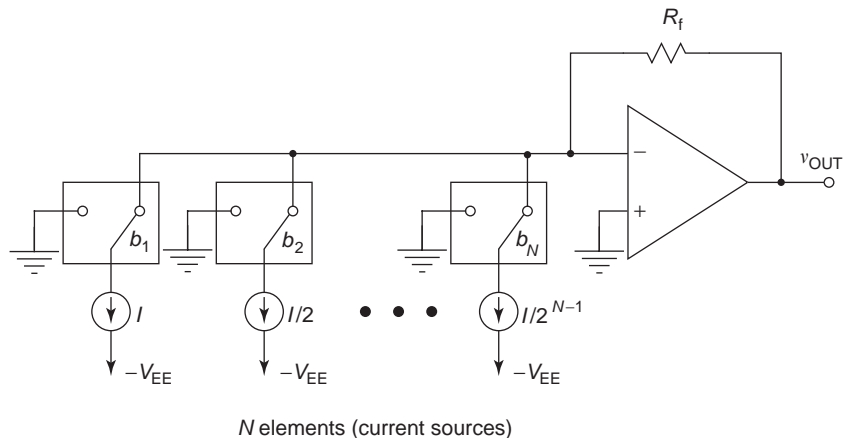 R_f
v_OUT
−
+
b_1
b_2
b_N
I
I/2
I/2^{N−1}
−V_EE
−V_EE
−V_EE
N elements (current sources)